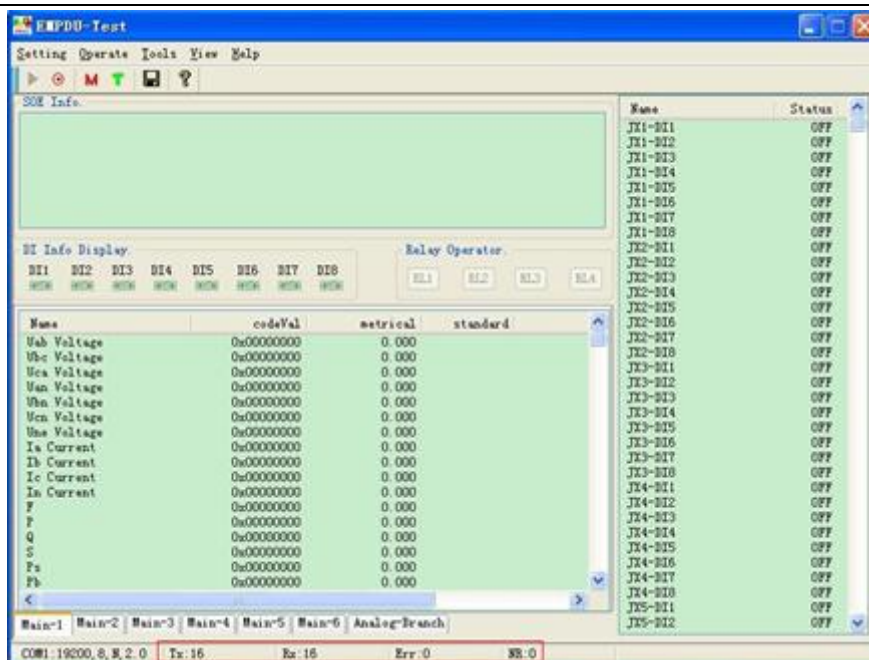 EMPDU-Test
Setting Operate Tools View Help
M T
SOE Info.
DI Info Display.
DI1 DI2 DI3 DI4 DI5 DI6 DI7 DI8
Relay Operator.
RL1 RL2 RL3 RL4
Name codeVal metrical standard
Uab Voltage 0x00000000 0.000
Ubc Voltage 0x00000000 0.000
Uca Voltage 0x00000000 0.000
Uan Voltage 0x00000000 0.000
Ubn Voltage 0x00000000 0.000
Ucn Voltage 0x00000000 0.000
Une Voltage 0x00000000 0.000
Ia Current 0x00000000 0.000
Ib Current 0x00000000 0.000
Ic Current 0x00000000 0.000
In Current 0x00000000 0.000
F 0x00000000 0.000
P 0x00000000 0.000
Q 0x00000000 0.000
S 0x00000000 0.000
Pa 0x00000000 0.000
Pb 0x00000000 0.000
Main-1 Main-2 Main-3 Main-4 Main-5 Main-6 Analog-Branch
COM1:19200,8,N,2.0 Tx:16 Rx:16 Err:0 NR:0
Name Status
JX1-DI1 OFF
JX1-DI2 OFF
JX1-DI3 OFF
JX1-DI4 OFF
JX1-DI5 OFF
JX1-DI6 OFF
JX1-DI7 OFF
JX1-DI8 OFF
JX2-DI1 OFF
JX2-DI2 OFF
JX2-DI3 OFF
JX2-DI4 OFF
JX2-DI5 OFF
JX2-DI6 OFF
JX2-DI7 OFF
JX2-DI8 OFF
JX3-DI1 OFF
JX3-DI2 OFF
JX3-DI3 OFF
JX3-DI4 OFF
JX3-DI5 OFF
JX3-DI6 OFF
JX3-DI7 OFF
JX3-DI8 OFF
JX4-DI1 OFF
JX4-DI2 OFF
JX4-DI3 OFF
JX4-DI4 OFF
JX4-DI5 OFF
JX4-DI6 OFF
JX4-DI7 OFF
JX4-DI8 OFF
JX5-DI1 OFF
JX5-DI2 OFF